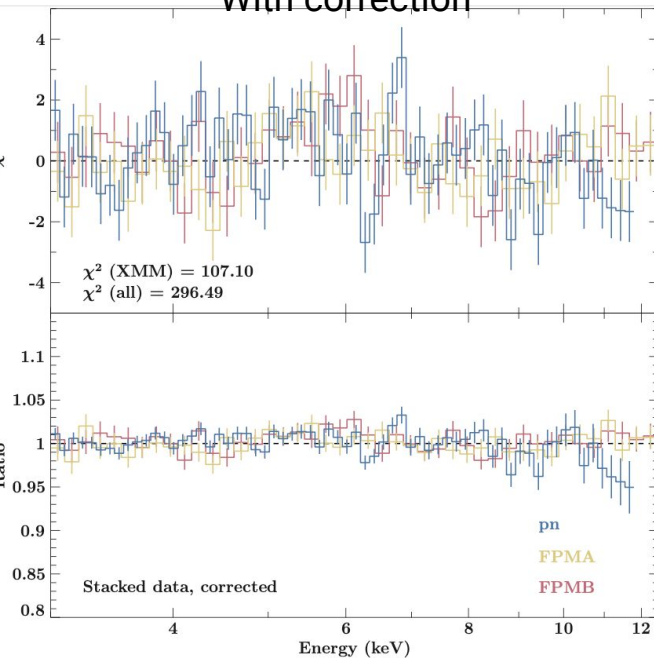 With correction
4
2
0
-2
-4
χ
χ² (XMM) = 107.10
χ² (all) = 296.49
1.1
1.05
1
0.95
0.9
0.85
0.8
Ratio
pn
FPMA
FPMB
Stacked data, corrected
4 6 8 10 12
Energy (keV)